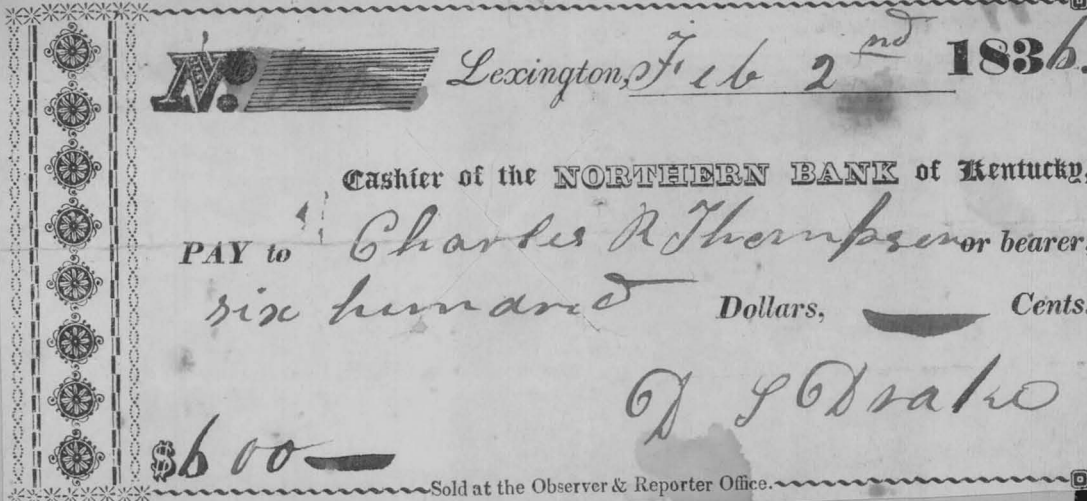 No. Lexington, Feb 2nd 1836.
Cashier of the NORTHERN BANK of Kentucky,
PAY to Charles R Thompson or bearer,
six hundred Dollars, — Cents.
D S Drake
$600 —
Sold at the Observer & Reporter Office.